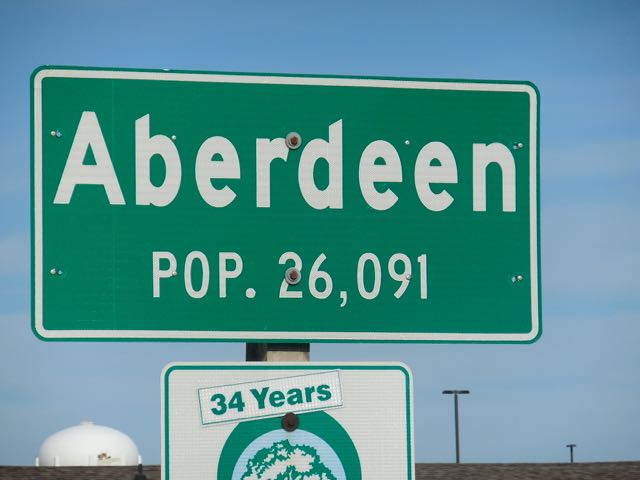 Aberdeen
POP. 26,091
34 Years